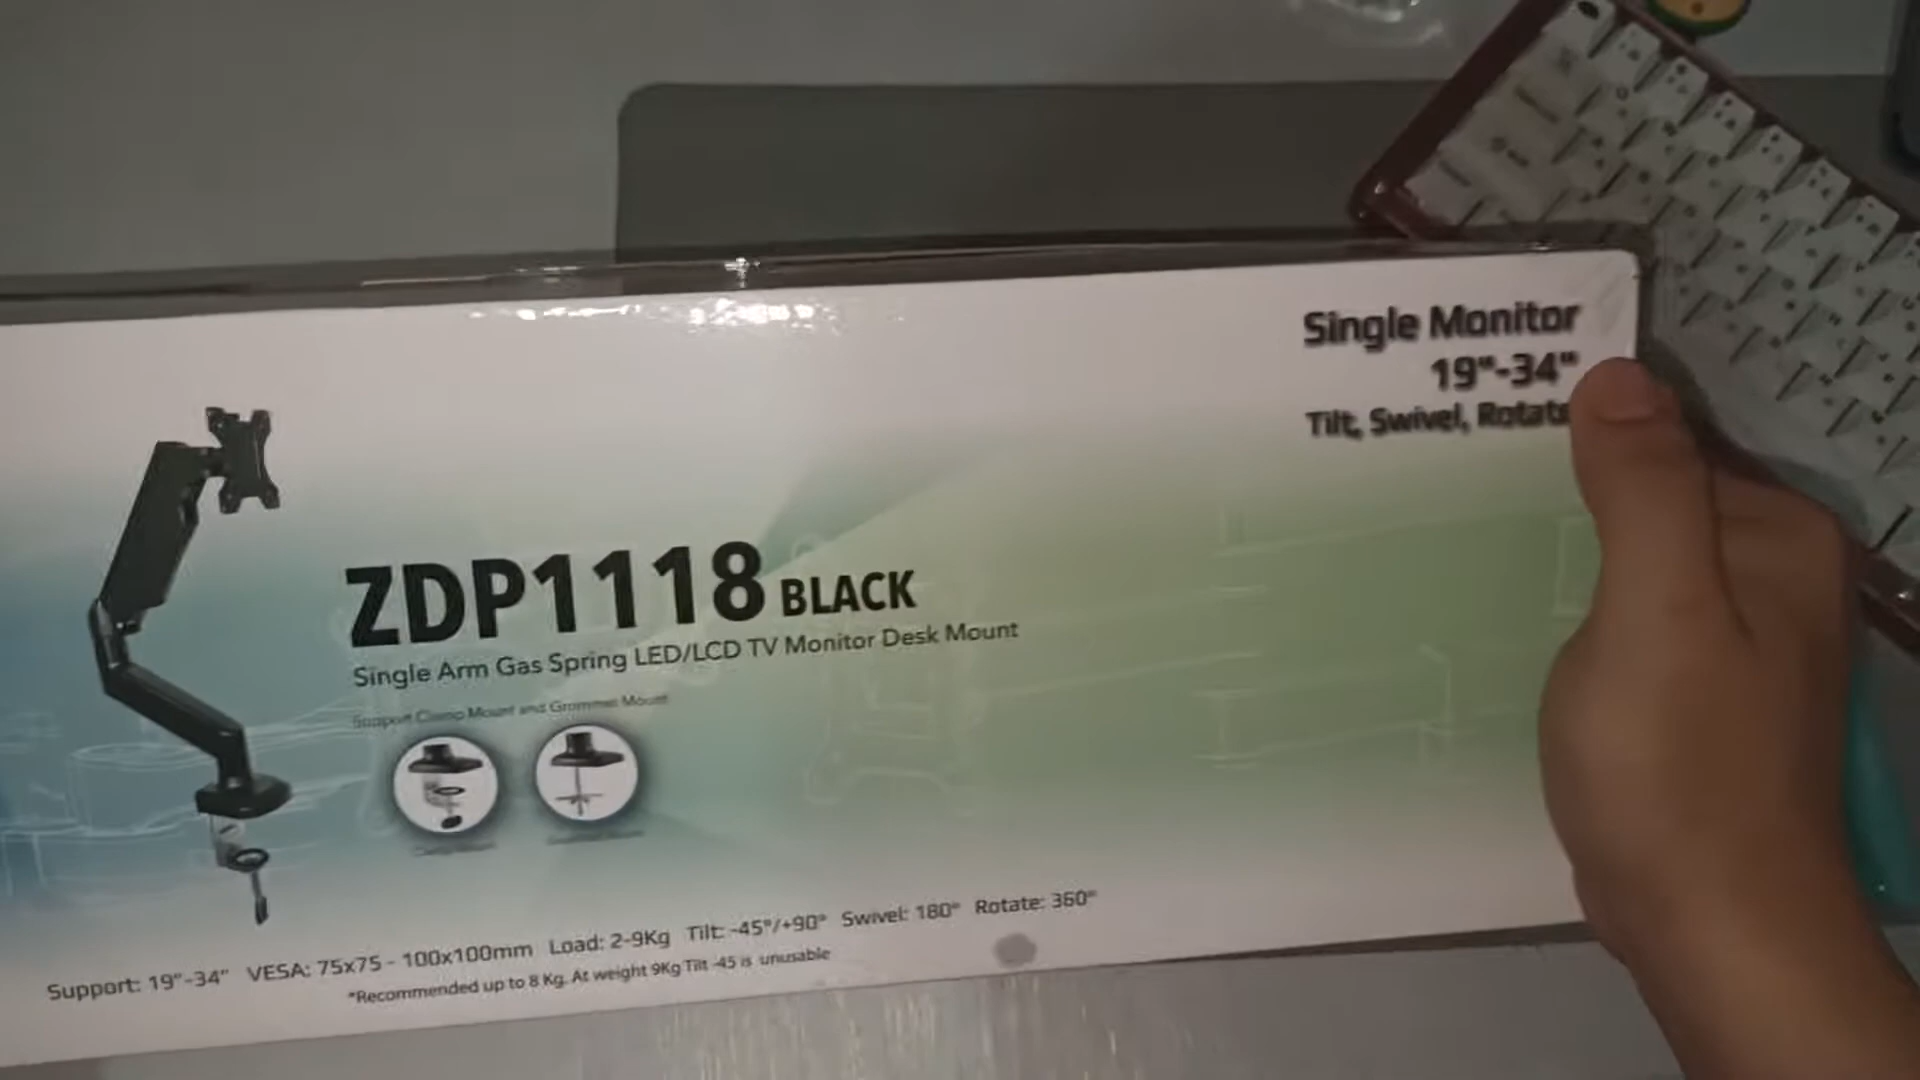 Single Monitor
19"-34"
Tilt, Swivel, Rotate
ZDP1118 BLACK
Single Arm Gas Spring LED/LCD TV Monitor Desk Mount
Support Clamp Mount and Grommet Mount
Support: 19"-34" VESA: 75x75 - 100x100mm Load: 2-9Kg Tilt: -45°/+90° Swivel: 180° Rotate: 360°
*Recommended up to 8 Kg. At weight 9Kg Tilt -45 is unusable